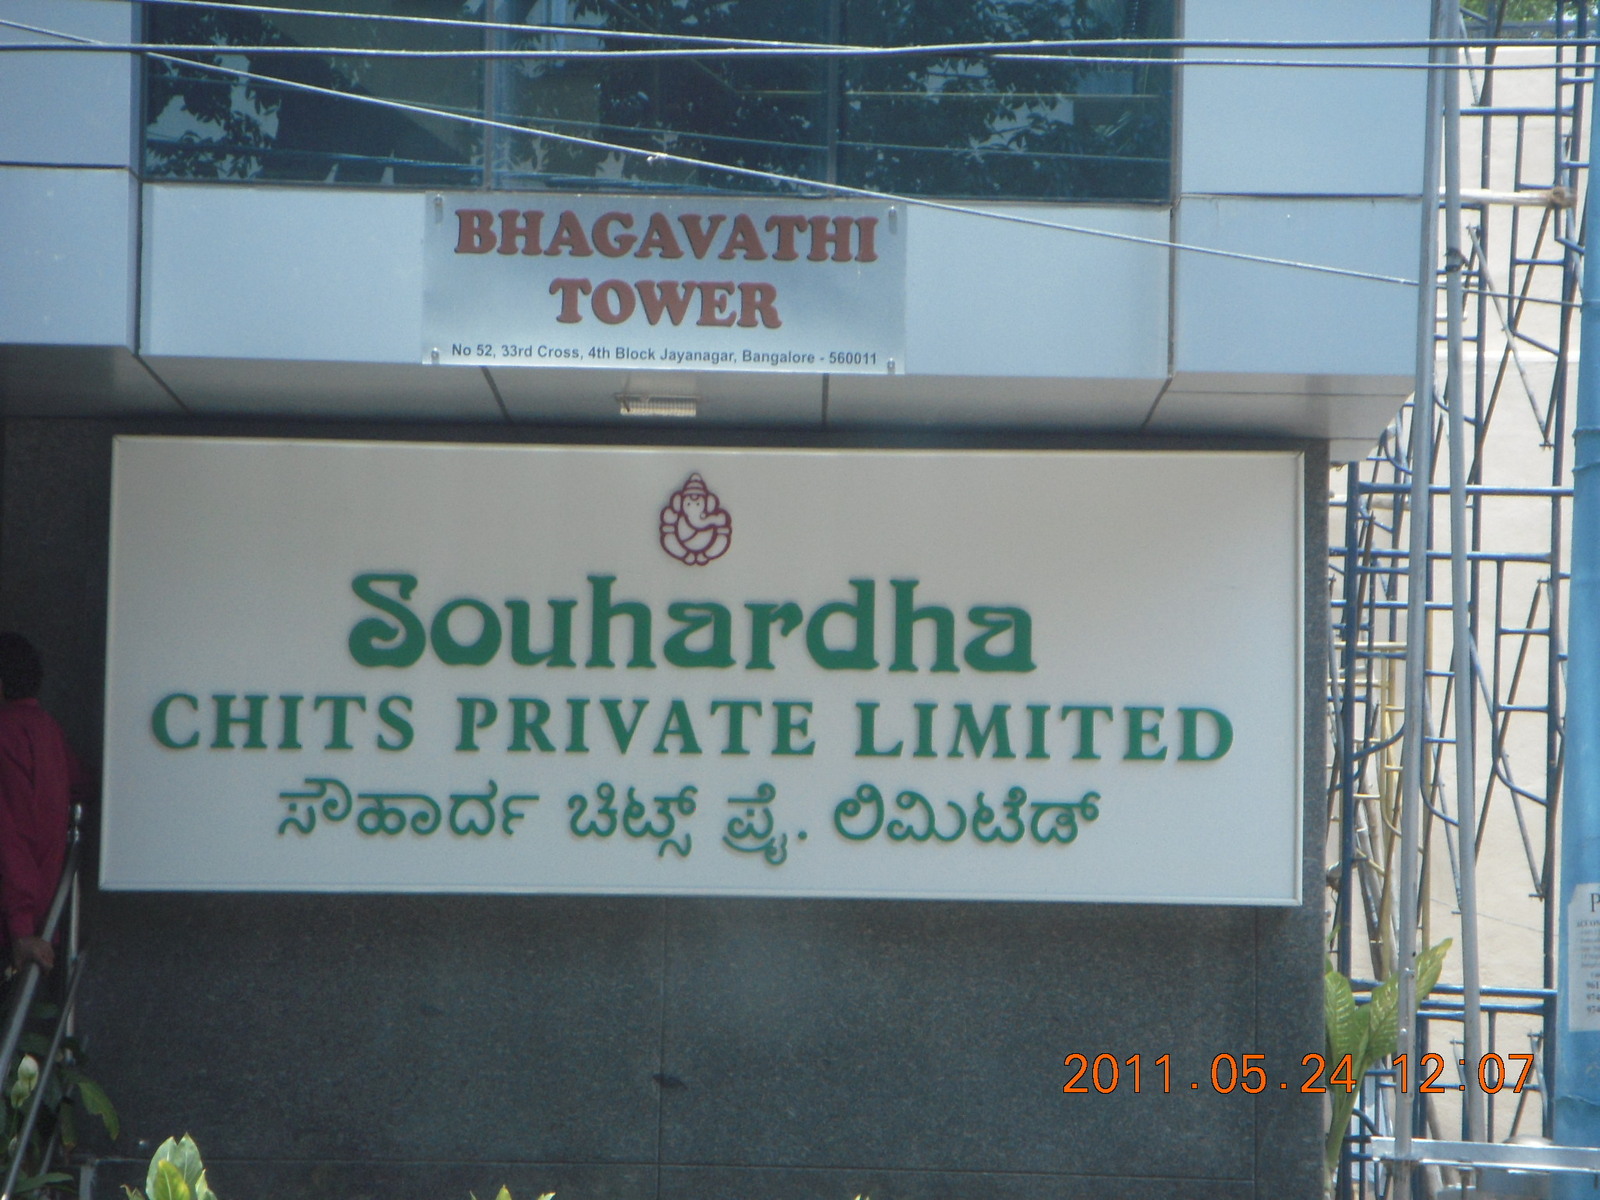 BHAGAVATHI
TOWER
No 52, 33rd Cross, 4th Block Jayanagar, Bangalore - 560011
Souhardha
CHITS PRIVATE LIMITED
ಸೌಹಾರ್ದ ಚಿಟ್ಸ್ ಪ್ರೈ. ಲಿಮಿಟೆಡ್
2011.05.24 12:07